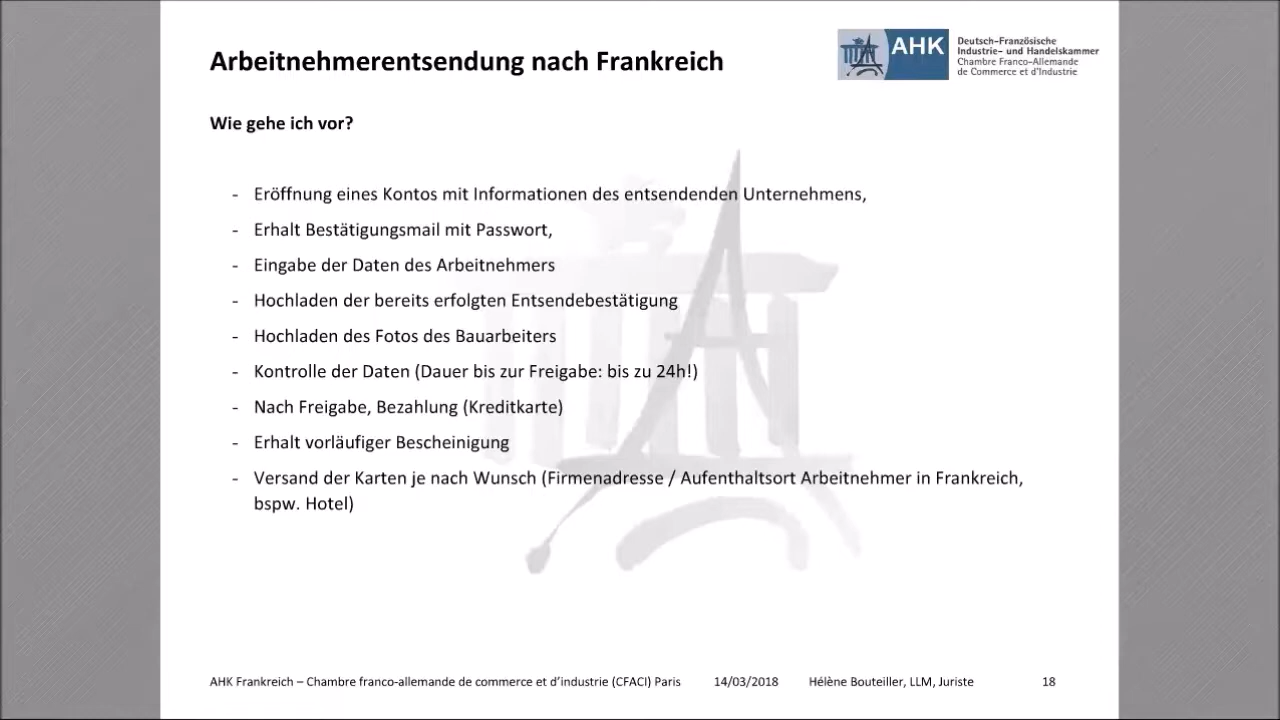 Arbeitnehmerentsendung nach Frankreich
AHK
Deutsch-Französische
Industrie- und Handelskammer
Chambre Franco-Allemande
de Commerce et d'Industrie
Wie gehe ich vor?
- Eröffnung eines Kontos mit Informationen des entsendenden Unternehmens,
- Erhalt Bestätigungsmail mit Passwort,
- Eingabe der Daten des Arbeitnehmers
- Hochladen der bereits erfolgten Entsendebestätigung
- Hochladen des Fotos des Bauarbeiters
- Kontrolle der Daten (Dauer bis zur Freigabe: bis zu 24h!)
- Nach Freigabe, Bezahlung (Kreditkarte)
- Erhalt vorläufiger Bescheinigung
- Versand der Karten je nach Wunsch (Firmenadresse / Aufenthaltsort Arbeitnehmer in Frankreich,
bspw. Hotel)
AHK Frankreich – Chambre franco-allemande de commerce et d'industrie (CFACI) Paris 14/03/2018 Hélène Bouteiller, LLM, Juriste 18